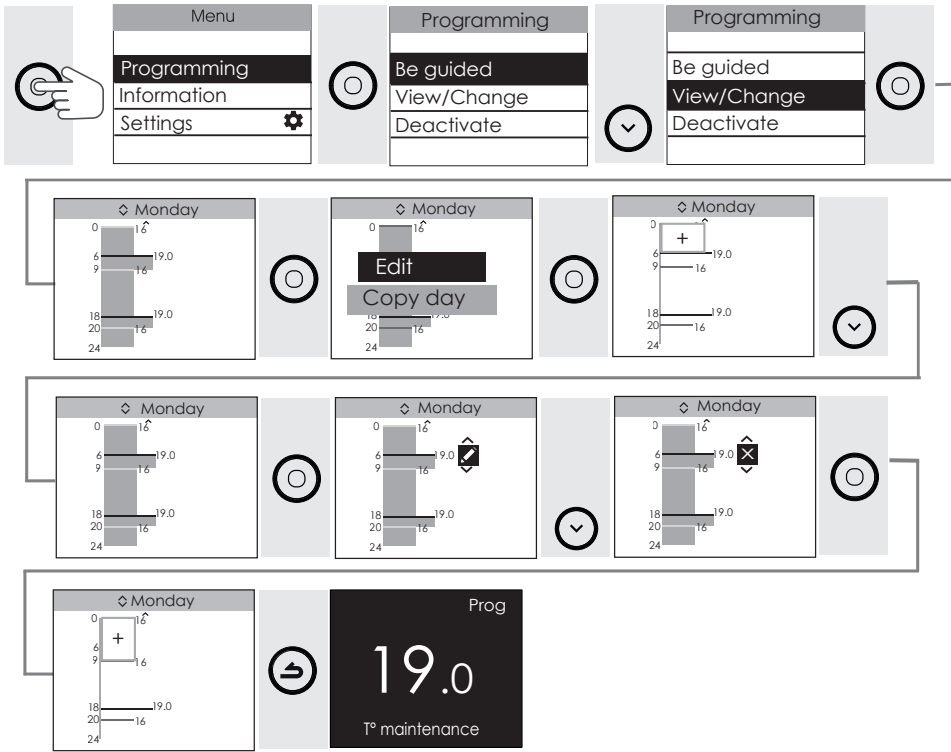 Menu
Programming
Information
Settings
Programming
Be guided
View/Change
Deactivate
Programming
Be guided
View/Change
Deactivate
Monday
0 16
6 19.0
9 16
18 19.0
20 16
24
Monday
0 16
Edit
Copy day
18 19.0
20 16
24
Monday
0 16
+
6 19.0
9 16
18 19.0
20 16
24
Monday
0 16
6 19.0
9 16
18 19.0
20 16
24
Monday
0 16
6 19.0
9 16
18 19.0
20 16
24
Monday
0 16
6 19.0
9 16
18 19.0
20 16
24
Monday
0 16
+
6
9 16
18 19.0
20 16
24
Prog
19.0
T° maintenance